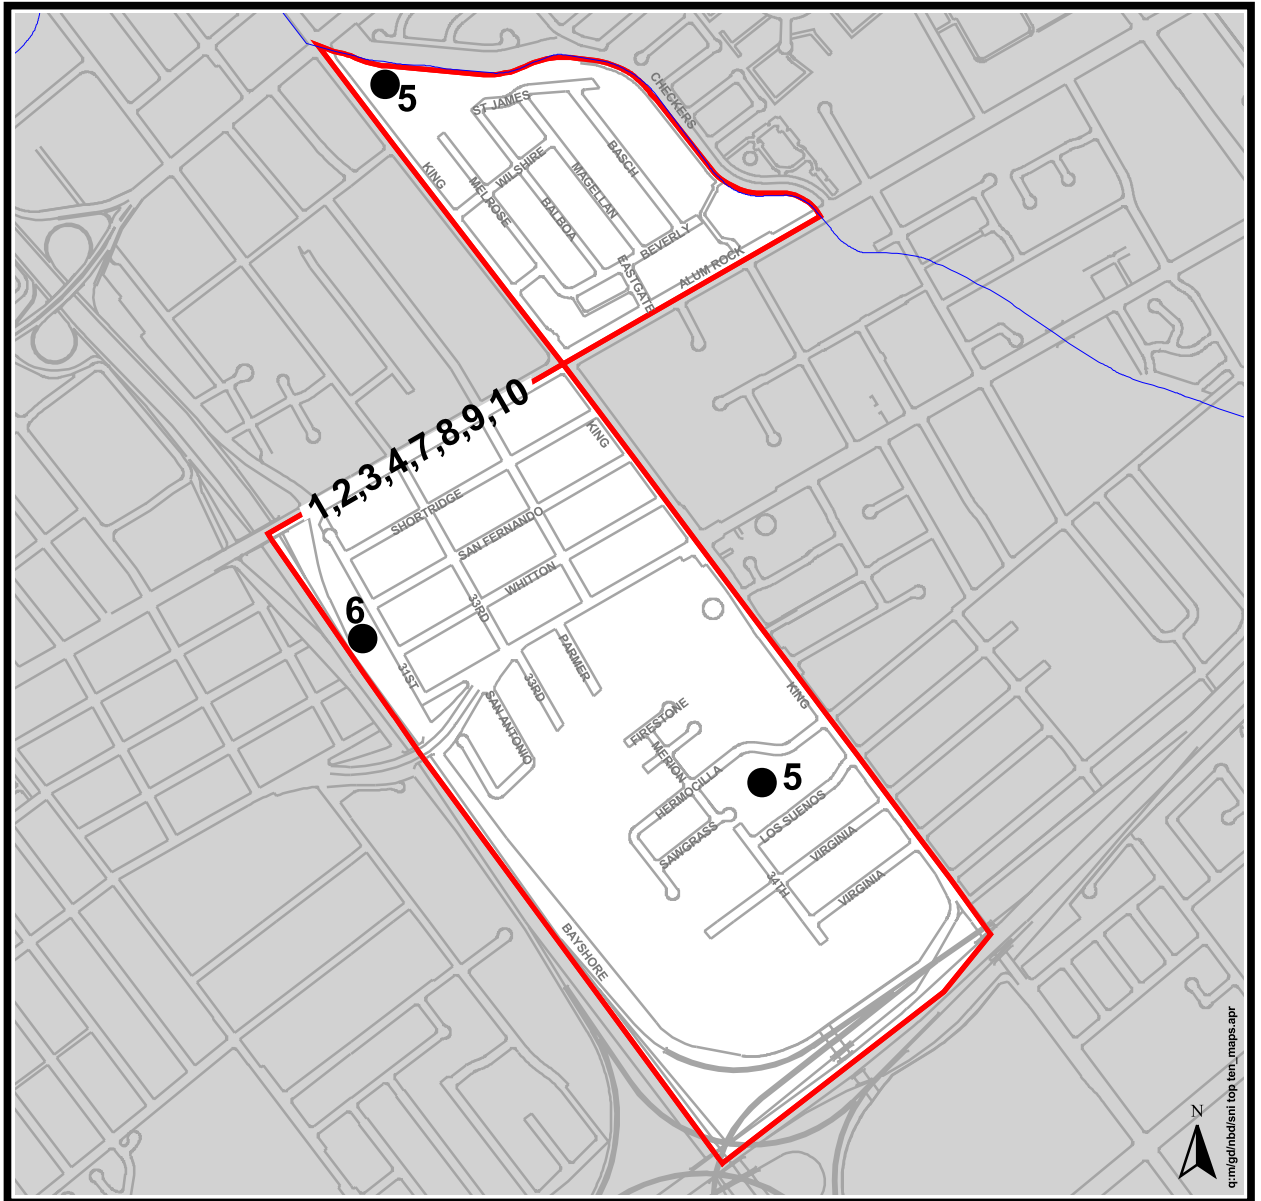 CHECKERS
5
ST JAMES
KING
WILSHIRE
BASCH
MELROSE
MAGELLAN
BALBOA
BEVERLY
EASTGATE
ALUM ROCK
1,2,3,4,7,8,9,10
KING
SHORTRIDGE
SAN FERNANDO
WHITTON
33RD
6
31ST
PARMER
33RD
SAN ANTONIO
KING
FIRESTONE
MERION
HERMOCILLA
5
LOS SUENOS
SAWGRASS
VIRGINIA
34TH
VIRGINIA
BAYSHORE
N
q:m/gd/nbd/sni top ten_maps.apr